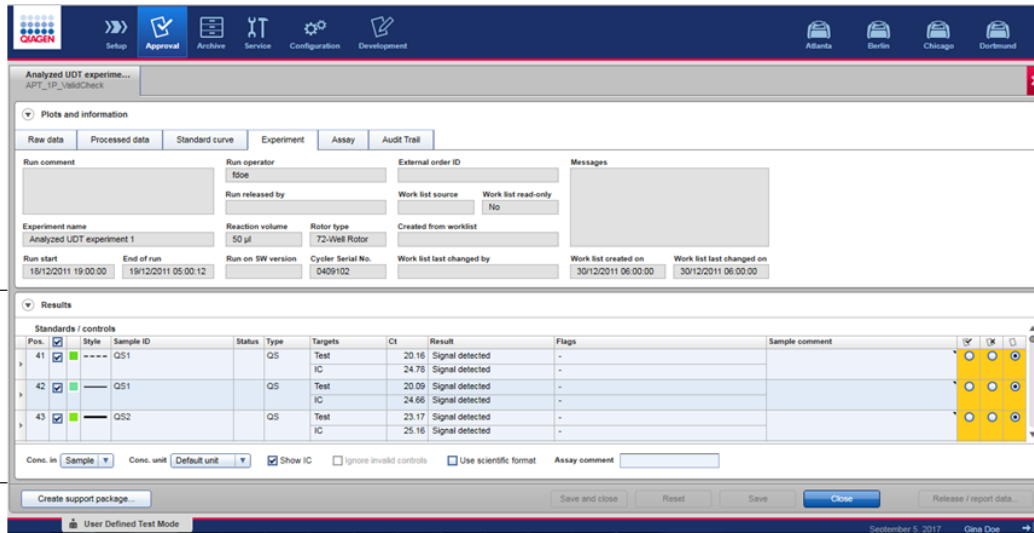 QIAGEN
Setup Approval Archive Service Configuration Development Atlanta Berlin Chicago Dortmund
Analyzed UDT experime...
APT_1P_ValidCheck
Plots and information
Raw data Processed data Standard curve Experiment Assay Audit Trail
Run comment Run operator External order ID Messages
fdoe
Run released by Work list source Work list read-only
No
Experiment name Reaction volume Rotor type Created from worklist
Analyzed UDT experiment 1 50 µl 72-Well Rotor
Run start End of run Run on SW version Cycler Serial No. Work list last changed by Work list created on Work list last changed on
18/12/2011 19:00:00 19/12/2011 05:00:12 0409102 30/12/2011 06:00:00 30/12/2011 06:00:00
Results
Standards / controls
Pos. Style Sample ID Status Type Targets Ct Result Flags Sample comment
41 QS1 QS Test 20.16 Signal detected -
IC 24.78 Signal detected -
42 QS1 QS Test 20.09 Signal detected -
IC 24.66 Signal detected -
43 QS2 QS Test 23.17 Signal detected -
IC 25.16 Signal detected -
Conc. in Sample Conc. unit Default unit Show IC Ignore invalid controls Use scientific format Assay comment
Create support package... Save and close Reset Save Close Release / report data...
User Defined Test Mode September 5, 2017 Gina Doe